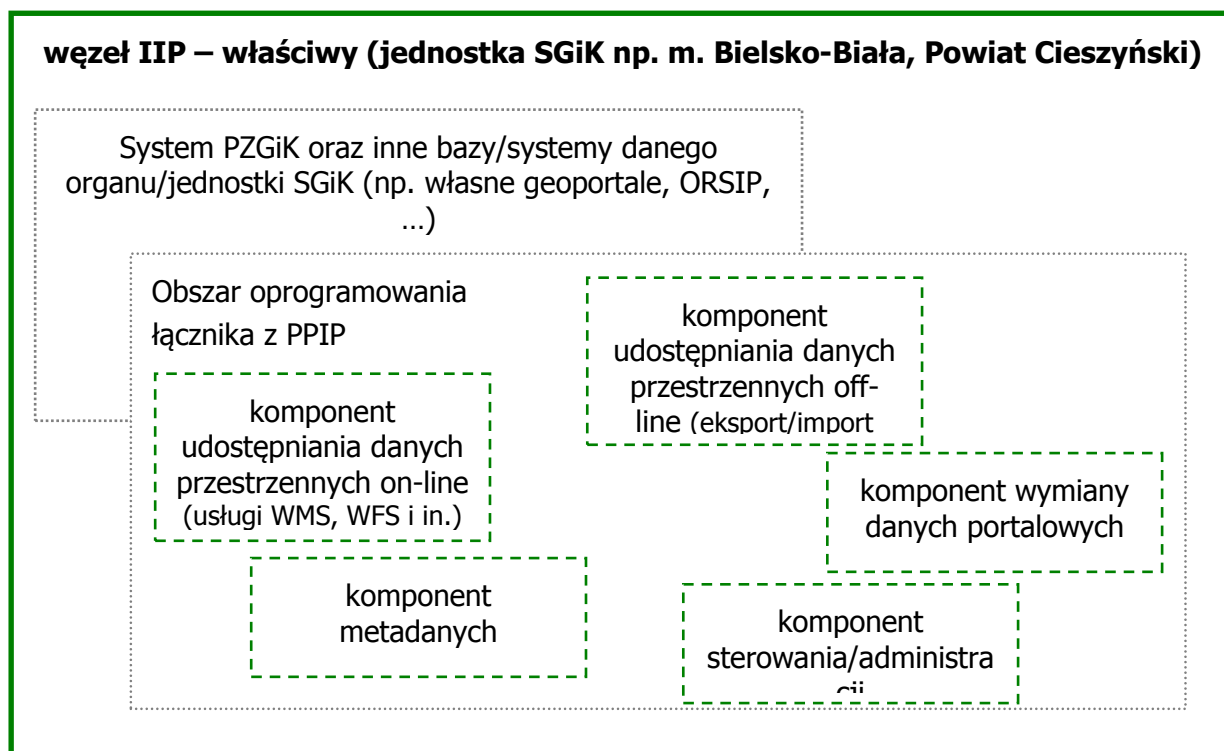 węzeł IIP – właściwy (jednostka SGiK np. m. Bielsko-Biała, Powiat Cieszyński)
System PZGiK oraz inne bazy/systemy danego
organu/jednostki SGiK (np. własne geoportale, ORSIP,
...)
Obszar oprogramowania
łącznika z PPIP
komponent
udostępniania danych
przestrzennych off-
line (eksport/import
komponent
udostępniania danych
przestrzennych on-line
(usługi WMS, WFS i in.)
komponent wymiany
danych portalowych
komponent
metadanych
komponent
sterowania/administra
cji